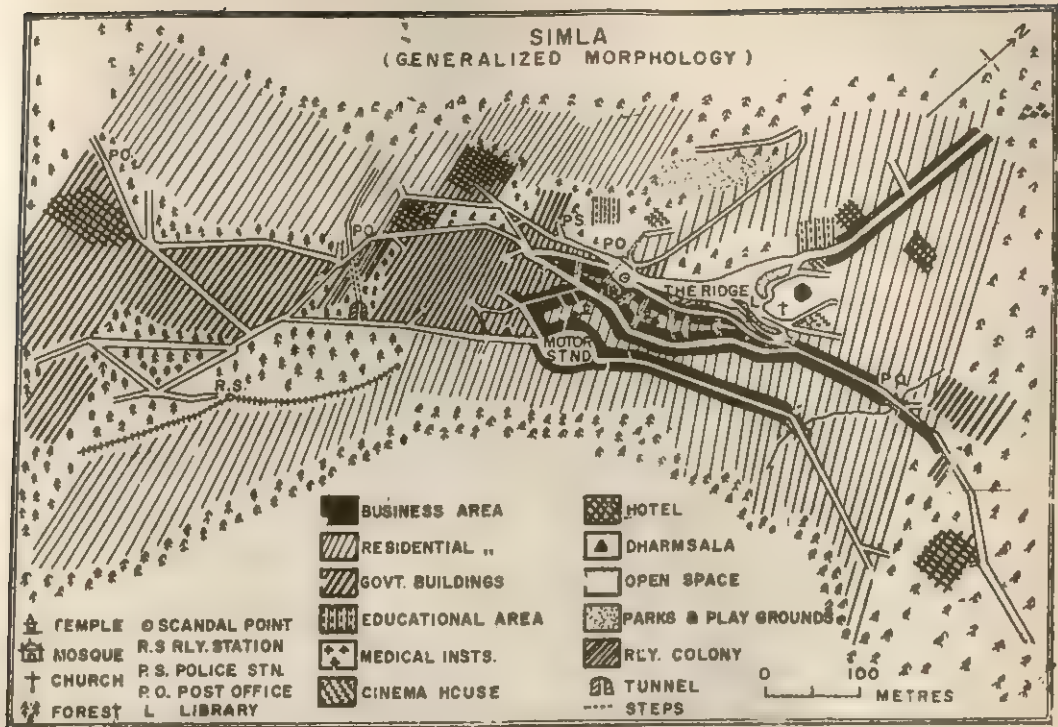 SIMLA
(GENERALIZED MORPHOLOGY)
N
P.O.
P.O.
P.S.
P.O.
THE RIDGE
L
MOTOR
STND.
P.O.
R.S.
BUSINESS AREA
RESIDENTIAL "
GOVT. BUILDINGS
EDUCATIONAL AREA
MEDICAL INSTS.
CINEMA HOUSE
HOTEL
DHARMSALA
OPEN SPACE
PARKS & PLAY GROUNDS
RLY. COLONY
TUNNEL
STEPS
TEMPLE
MOSQUE
CHURCH
FOREST
SCANDAL POINT
R.S RLY. STATION
P.S. POLICE STN.
P.O. POST OFFICE
L LIBRARY
0 100
METRES